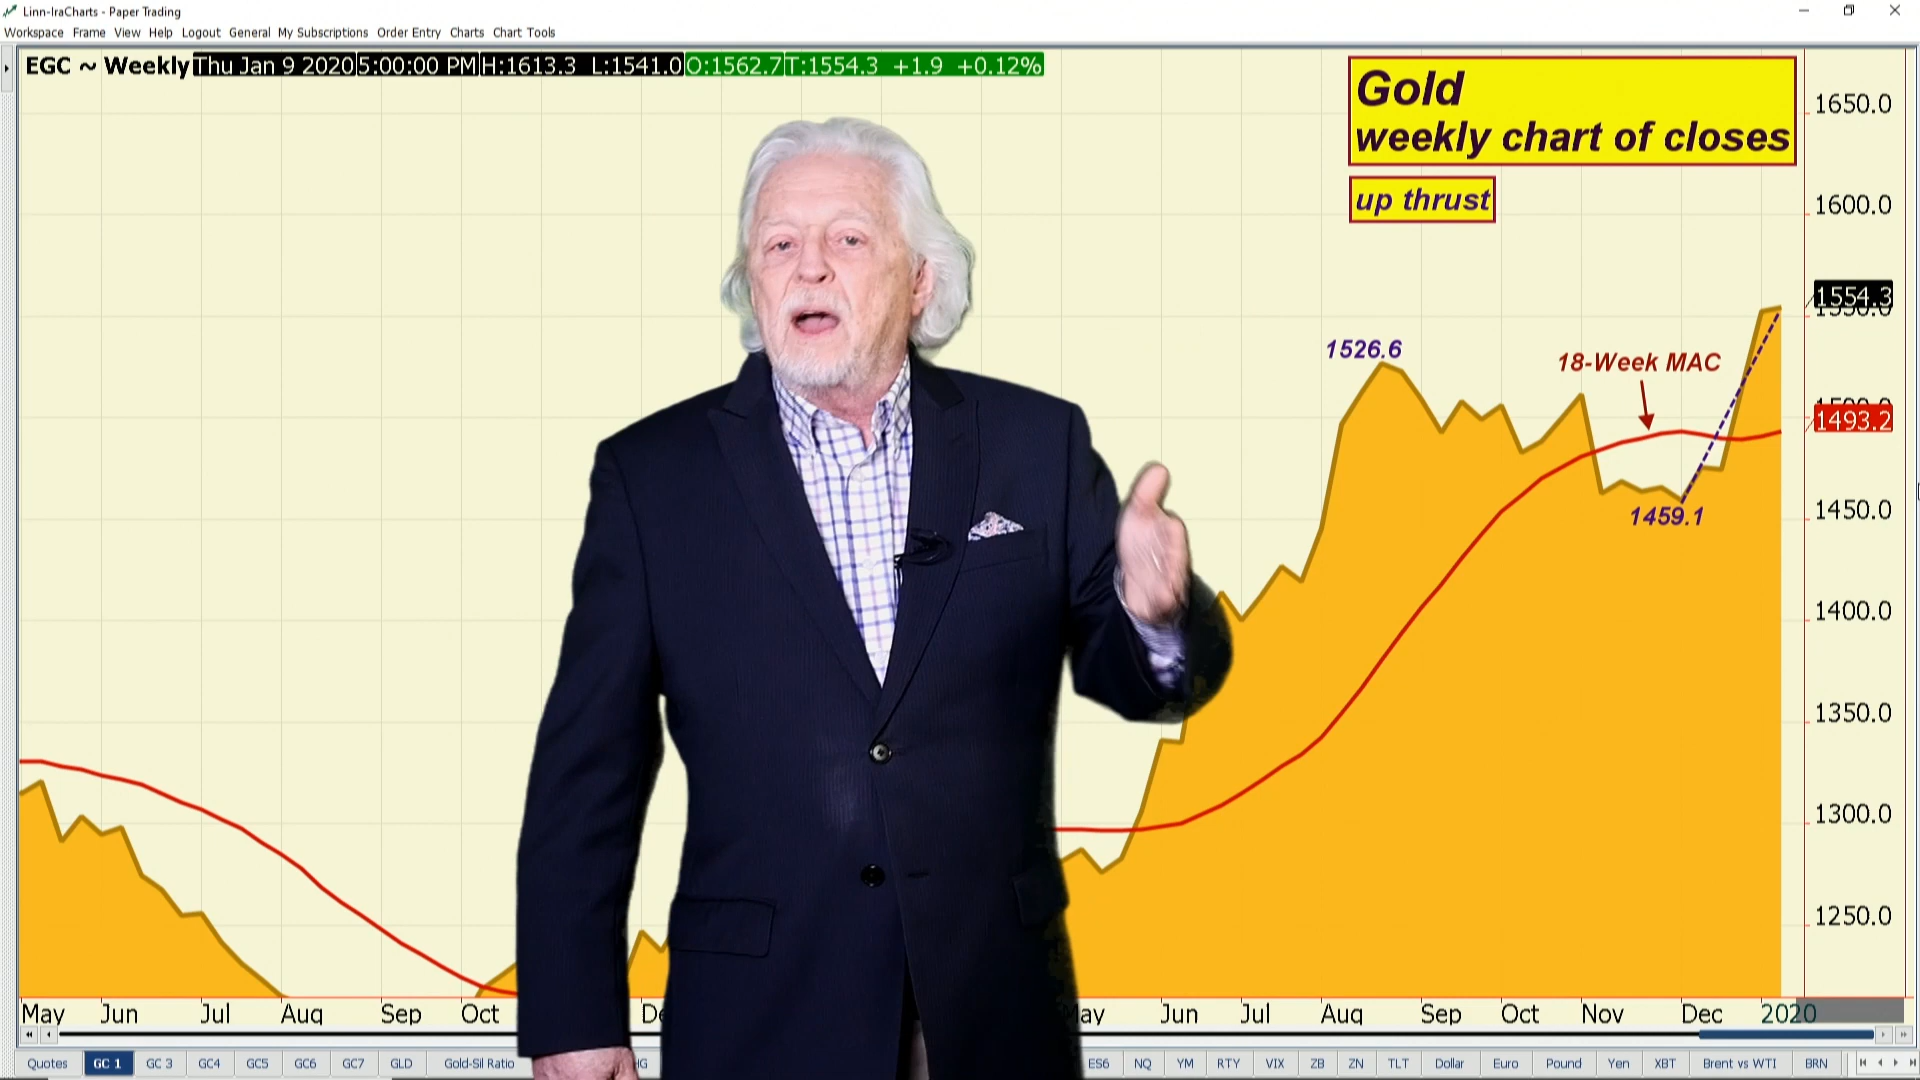 Linn-IraCharts - Paper Trading
Workspace Frame View Help Logout General My Subscriptions Order Entry Charts Chart Tools
EGC ~ Weekly Thu Jan 9 2020 5:00:00 PM H:1613.3 L:1541.0 O:1562.7 T:1554.3 +1.9 +0.12%
Gold
weekly chart of closes
up thrust
1650.0
1600.0
1554.3
1550.0
1526.6
18-Week MAC
1500.0
1493.2
1459.1
1450.0
1400.0
1350.0
1300.0
1250.0
May Jun Jul Aug Sep Oct May Jun Jul Aug Sep Oct Nov Dec 2020
Quotes GC 1 GC 3 GC4 GC5 GC6 GC7 GLD Gold-Sil Ratio ES6 NQ YM RTY VIX ZB ZN TLT Dollar Euro Pound Yen XBT Brent vs WTI BRN